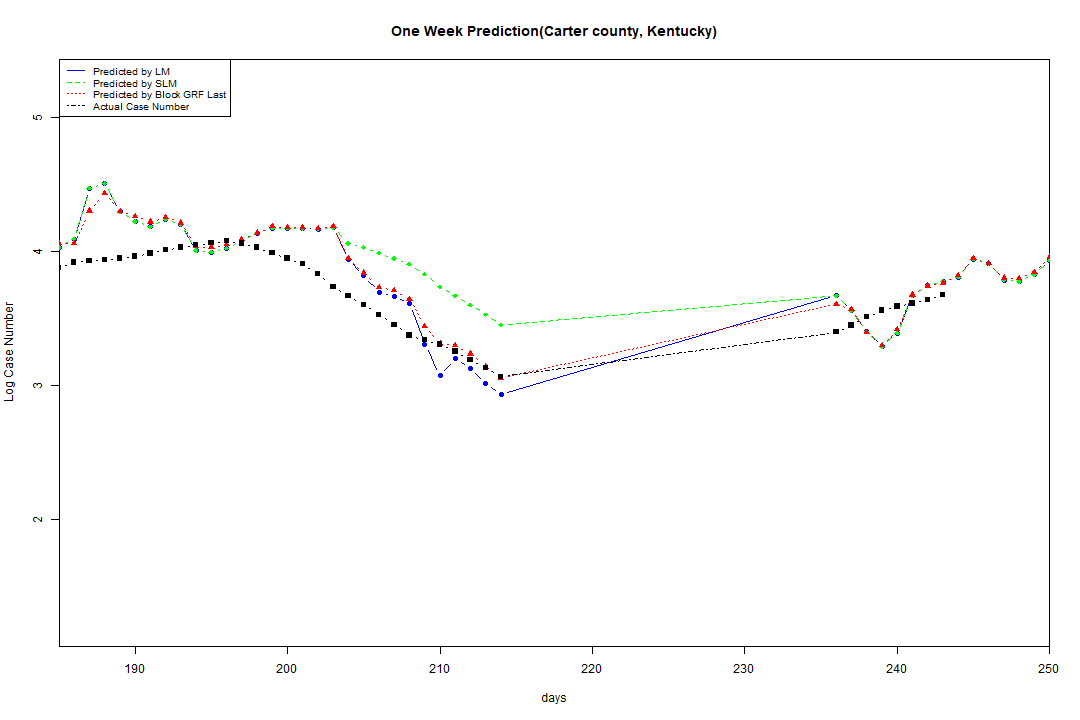 One Week Prediction(Carter county, Kentucky)
Predicted by LM
Predicted by SLM
Predicted by Block GRF Last
Actual Case Number
5
4
3
2
Log Case Number
190 200 210 220 230 240 250
days